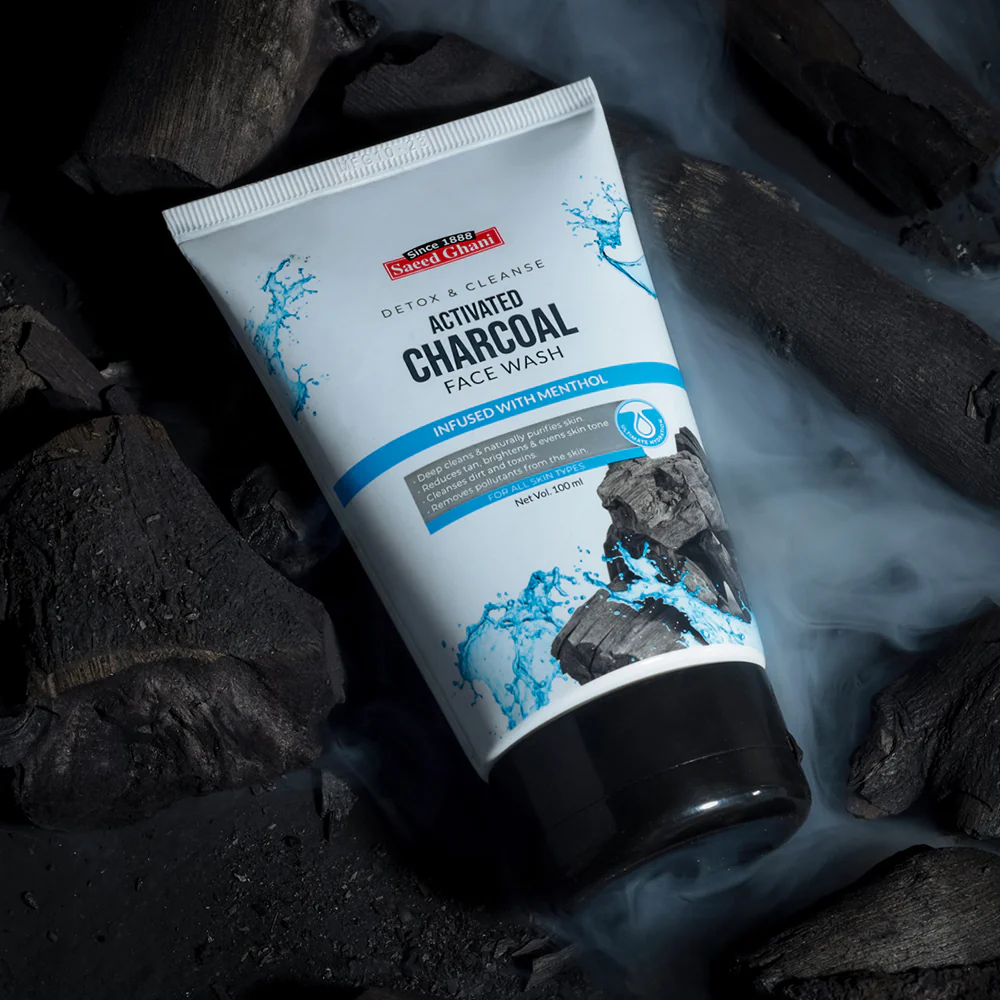 Since 1888
Saeed Ghani
DETOX & CLEANSE
ACTIVATED
CHARCOAL
FACE WASH
INFUSED WITH MENTHOL
· Deep cleans & naturally purifies skin.
· Reduces tan, brightens & evens skin tone
· Cleanses dirt and toxins.
· Removes pollutants from the skin.
FOR ALL SKIN TYPES
ULTIMATE HYDRATION
Net Vol. 100 ml